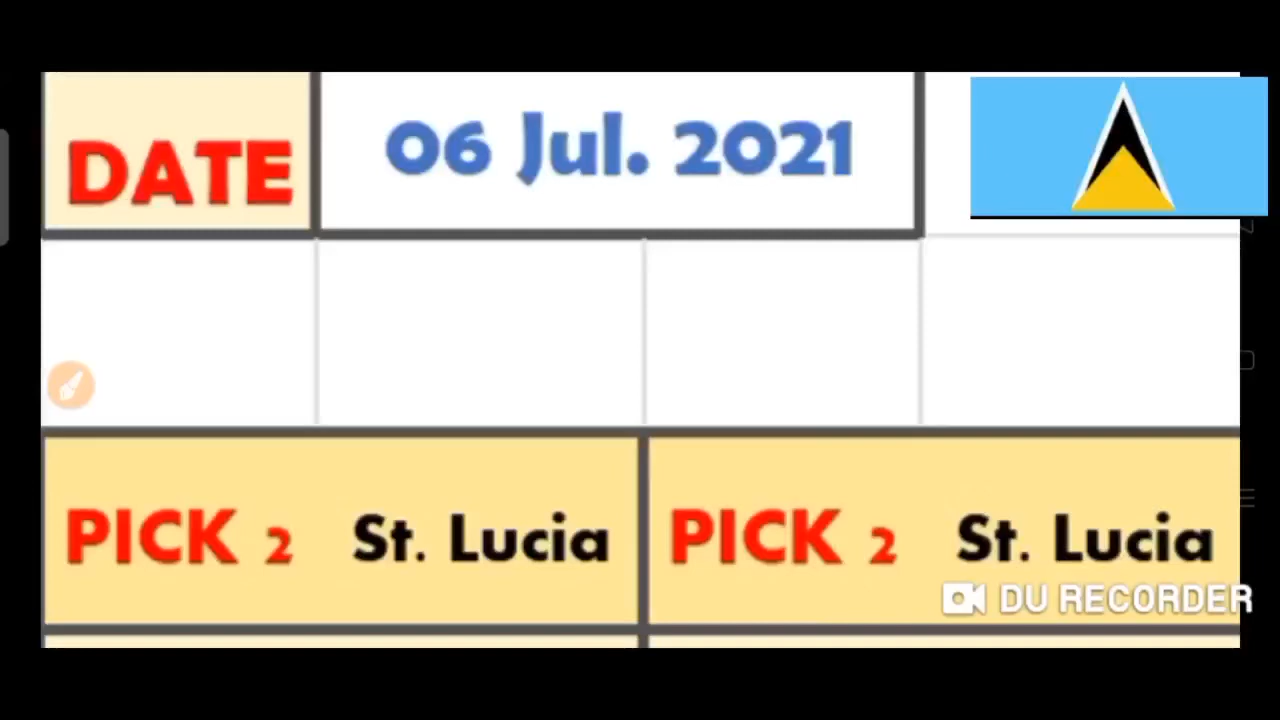 DATE 06 Jul. 2021
PICK 2 St. Lucia PICK 2 St. Lucia
DU RECORDER